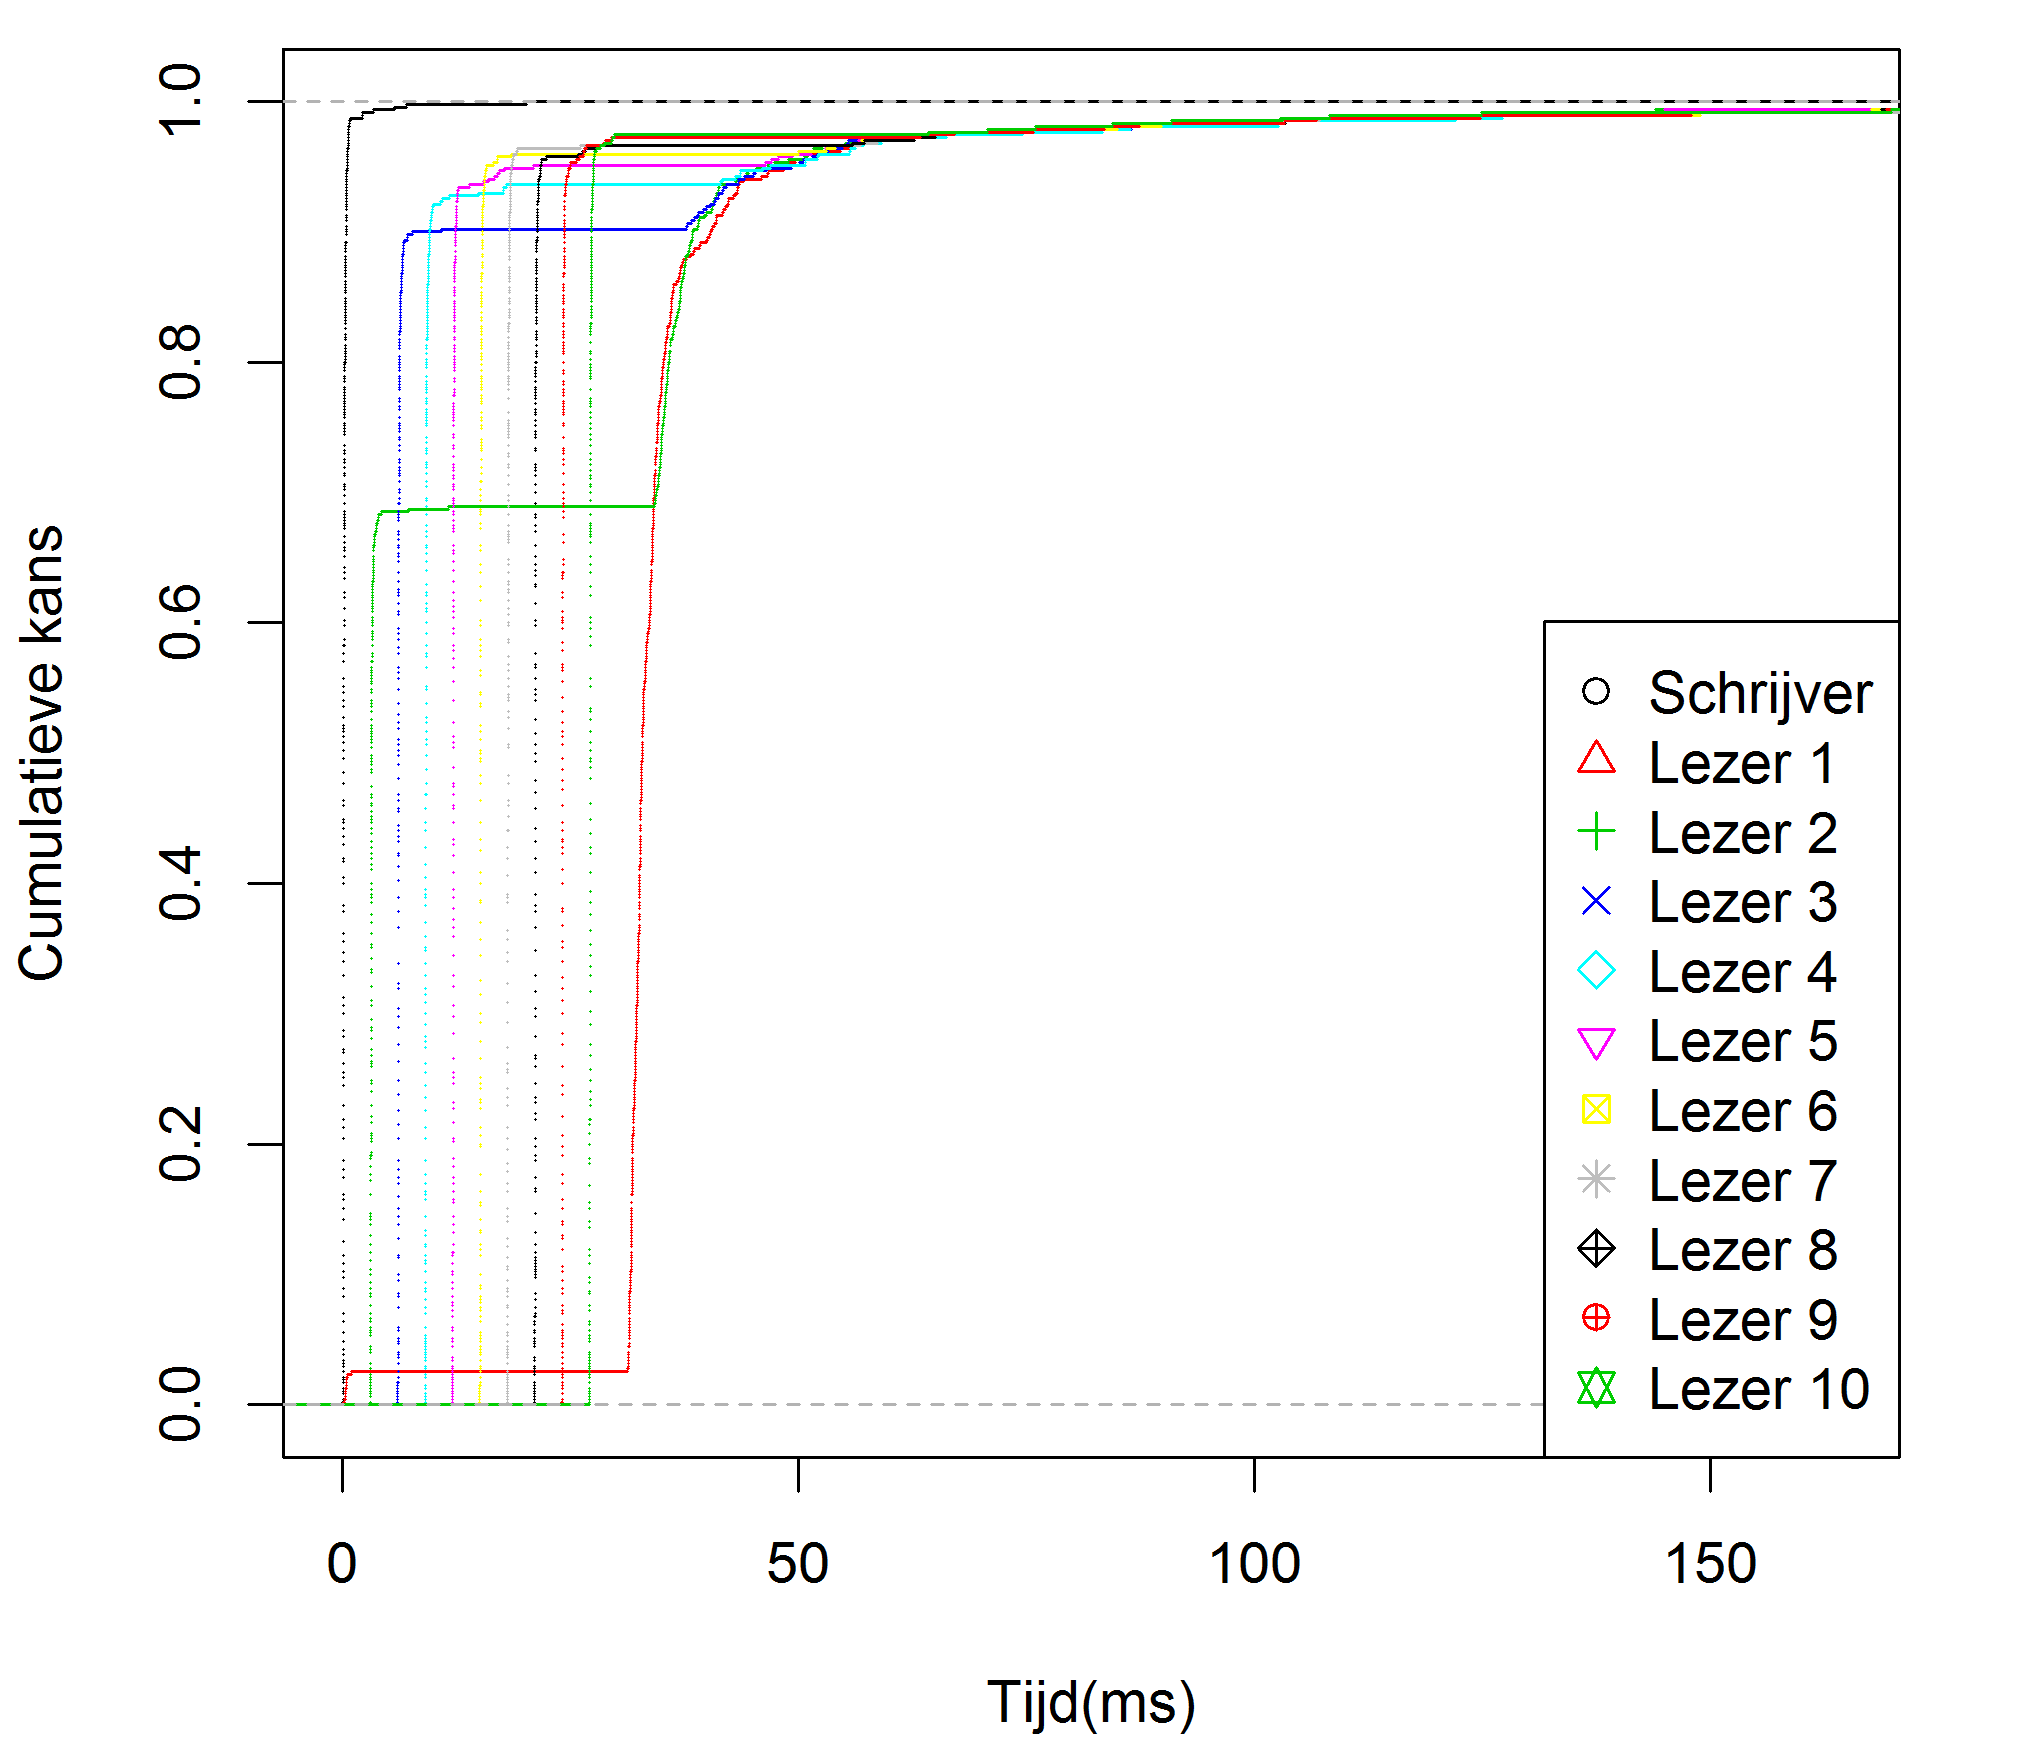 1.0
0.8
0.6
0.4
0.2
0.0
Cumulatieve kans
Schrijver
Lezer 1
Lezer 2
Lezer 3
Lezer 4
Lezer 5
Lezer 6
Lezer 7
Lezer 8
Lezer 9
Lezer 10
0 50 100 150
Tijd(ms)